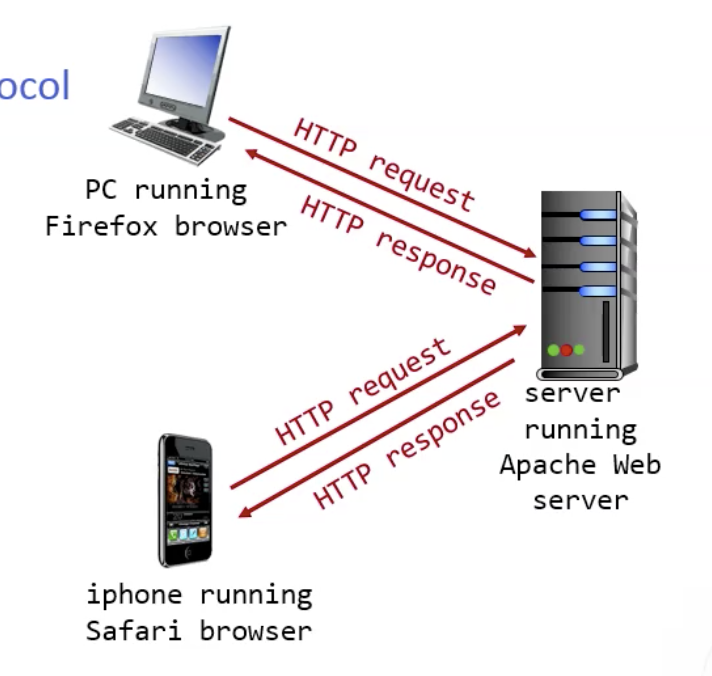 ocol
HTTP request
PC running
Firefox browser
HTTP response
HTTP request
server
running
Apache Web
server
HTTP response
iphone running
Safari browser